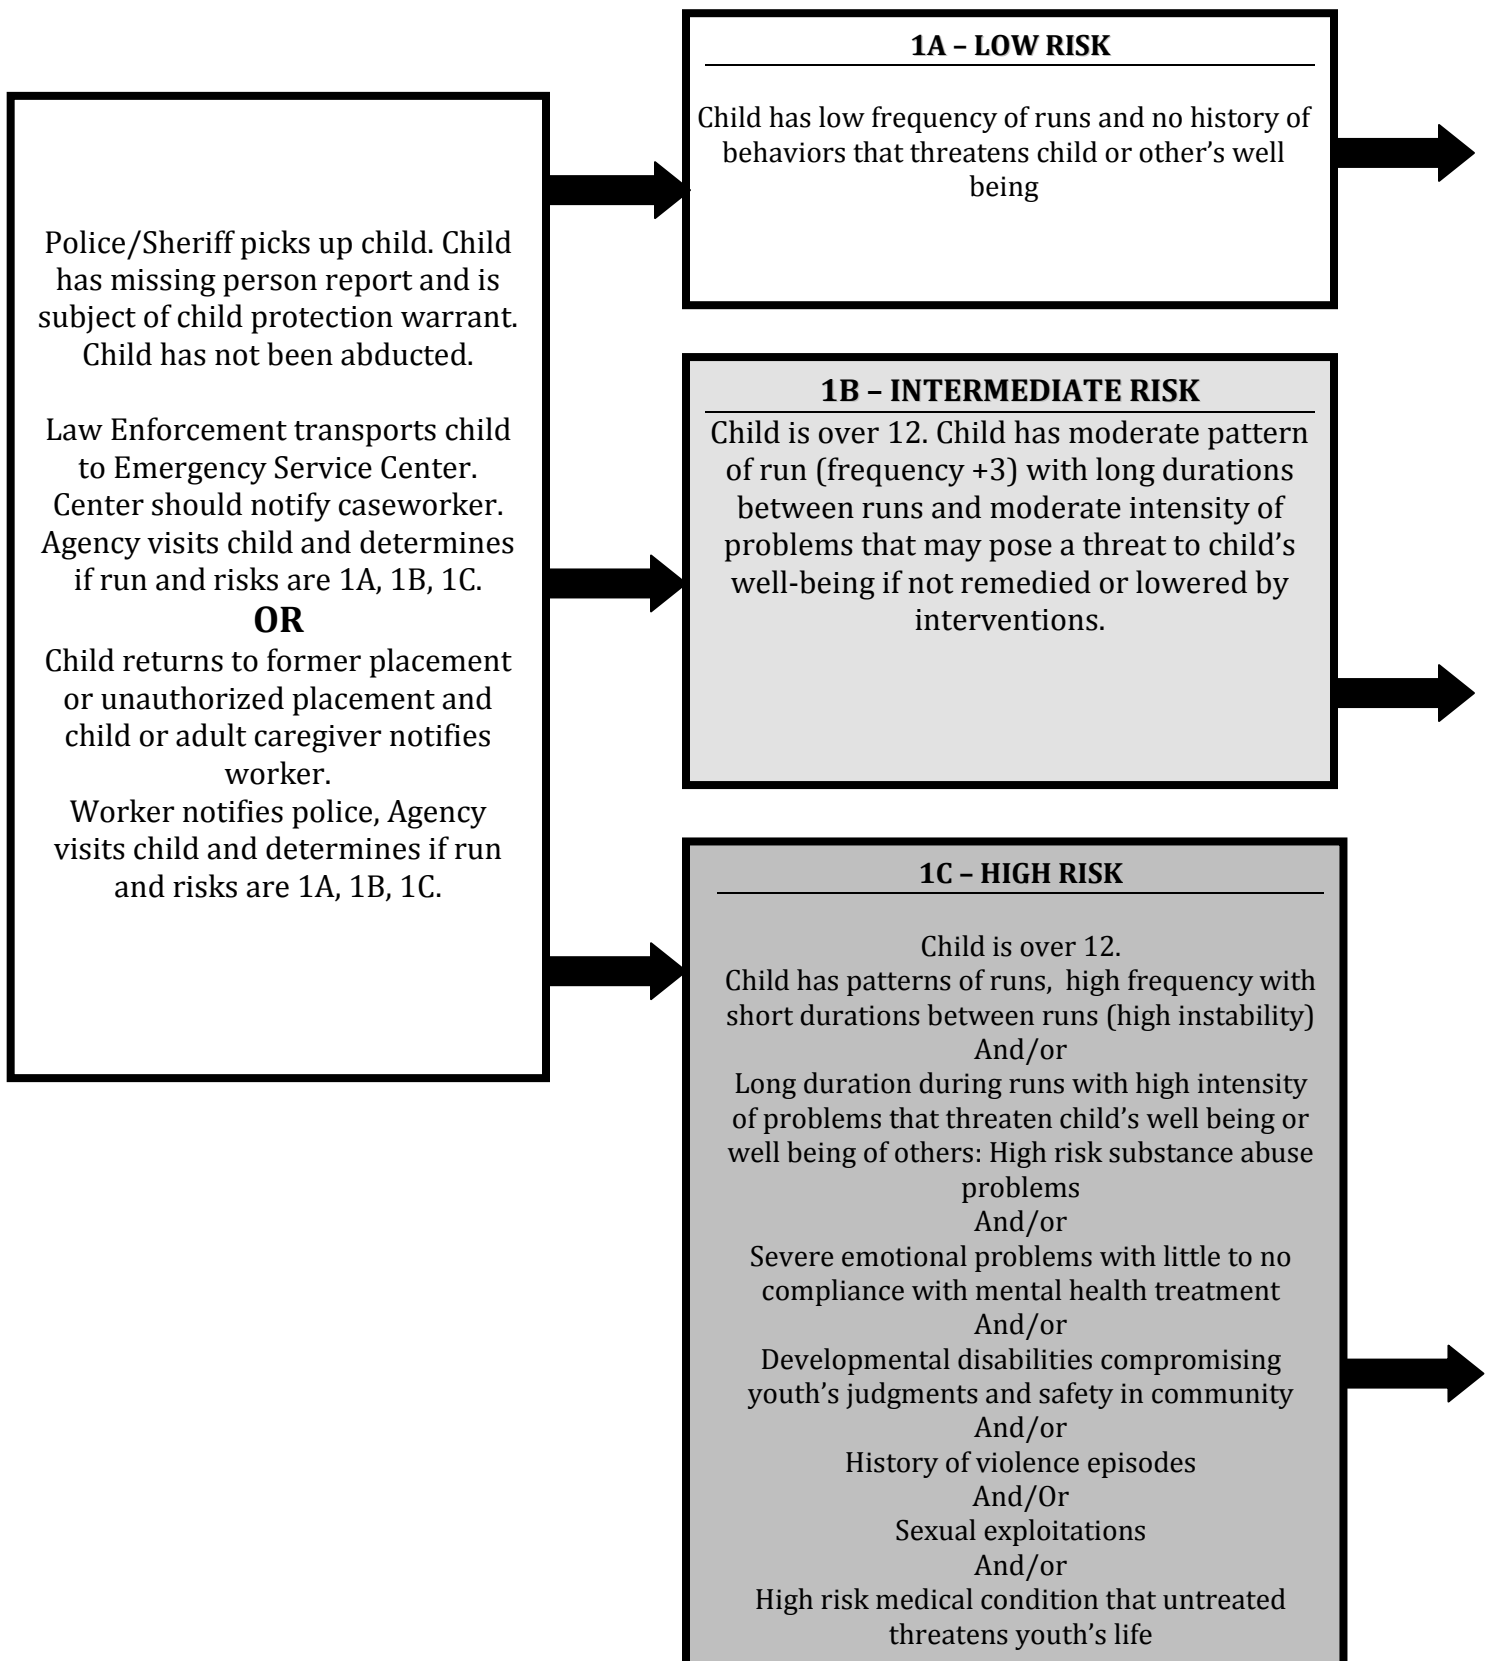 Police/Sheriff picks up child. Child
has missing person report and is
subject of child protection warrant.
Child has not been abducted.
Law Enforcement transports child
to Emergency Service Center.
Center should notify caseworker.
Agency visits child and determines
if run and risks are 1A, 1B, 1C.
OR
Child returns to former placement
or unauthorized placement and
child or adult caregiver notifies
worker.
Worker notifies police, Agency
visits child and determines if run
and risks are 1A, 1B, 1C.
1A – LOW RISK
Child has low frequency of runs and no history of
behaviors that threatens child or other’s well
being
1B – INTERMEDIATE RISK
Child is over 12. Child has moderate pattern
of run (frequency +3) with long durations
between runs and moderate intensity of
problems that may pose a threat to child’s
well-being if not remedied or lowered by
interventions.
1C – HIGH RISK
Child is over 12.
Child has patterns of runs,  high frequency with
short durations between runs (high instability)
And/or
Long duration during runs with high intensity
of problems that threaten child’s well being or
well being of others: High risk substance abuse
problems
And/or
Severe emotional problems with little to no
compliance with mental health treatment
And/or
Developmental disabilities compromising
youth’s judgments and safety in community
And/or
History of violence episodes
And/Or
Sexual exploitations
And/or
High risk medical condition that untreated
threatens youth’s life